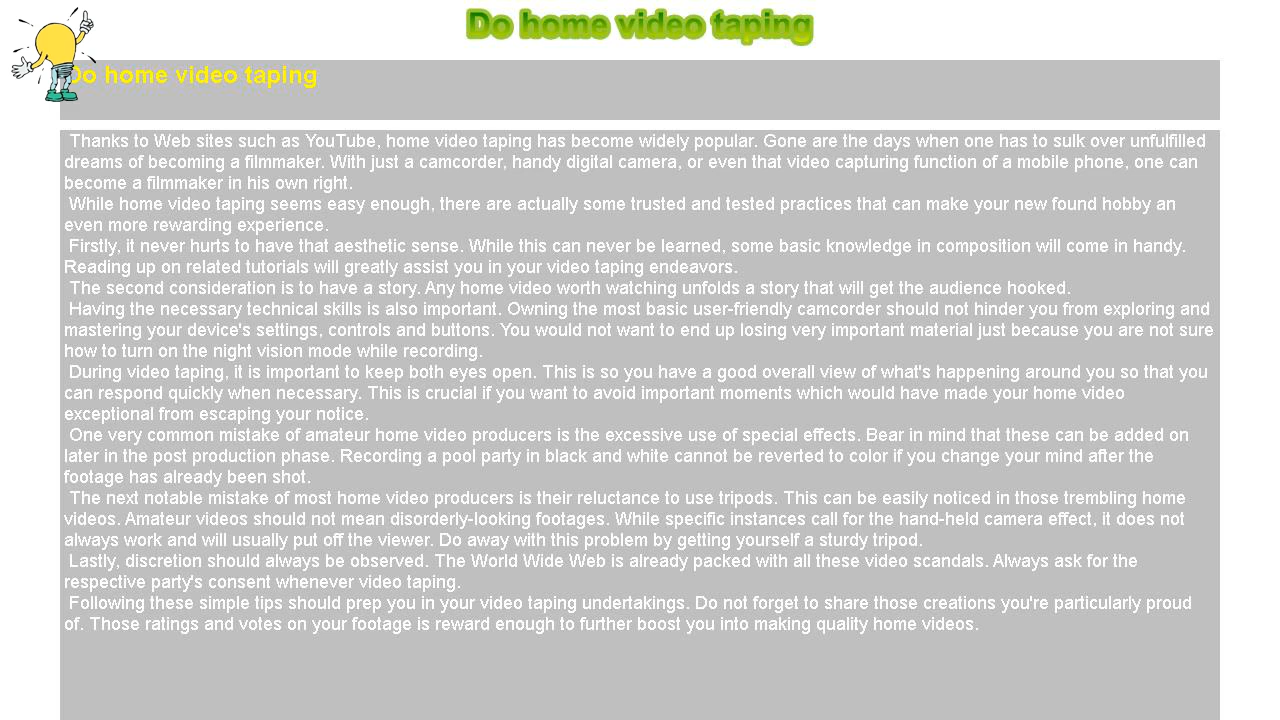 Do home video taping
Do home video taping
Thanks to Web sites such as YouTube, home video taping has become widely popular. Gone are the days when one has to sulk over unfulfilled
dreams of becoming a filmmaker. With just a camcorder, handy digital camera, or even that video capturing function of a mobile phone, one can
become a filmmaker in his own right.
While home video taping seems easy enough, there are actually some trusted and tested practices that can make your new found hobby an
even more rewarding experience.
Firstly, it never hurts to have that aesthetic sense. While this can never be learned, some basic knowledge in composition will come in handy.
Reading up on related tutorials will greatly assist you in your video taping endeavors.
The second consideration is to have a story. Any home video worth watching unfolds a story that will get the audience hooked.
Having the necessary technical skills is also important. Owning the most basic user-friendly camcorder should not hinder you from exploring and
mastering your device's settings, controls and buttons. You would not want to end up losing very important material just because you are not sure
how to turn on the night vision mode while recording.
During video taping, it is important to keep both eyes open. This is so you have a good overall view of what's happening around you so that you
can respond quickly when necessary. This is crucial if you want to avoid important moments which would have made your home video
exceptional from escaping your notice.
One very common mistake of amateur home video producers is the excessive use of special effects. Bear in mind that these can be added on
later in the post production phase. Recording a pool party in black and white cannot be reverted to color if you change your mind after the
footage has already been shot.
The next notable mistake of most home video producers is their reluctance to use tripods. This can be easily noticed in those trembling home
videos. Amateur videos should not mean disorderly-looking footages. While specific instances call for the hand-held camera effect, it does not
always work and will usually put off the viewer. Do away with this problem by getting yourself a sturdy tripod.
Lastly, discretion should always be observed. The World Wide Web is already packed with all these video scandals. Always ask for the
respective party's consent whenever video taping.
Following these simple tips should prep you in your video taping undertakings. Do not forget to share those creations you're particularly proud
of. Those ratings and votes on your footage is reward enough to further boost you into making quality home videos.